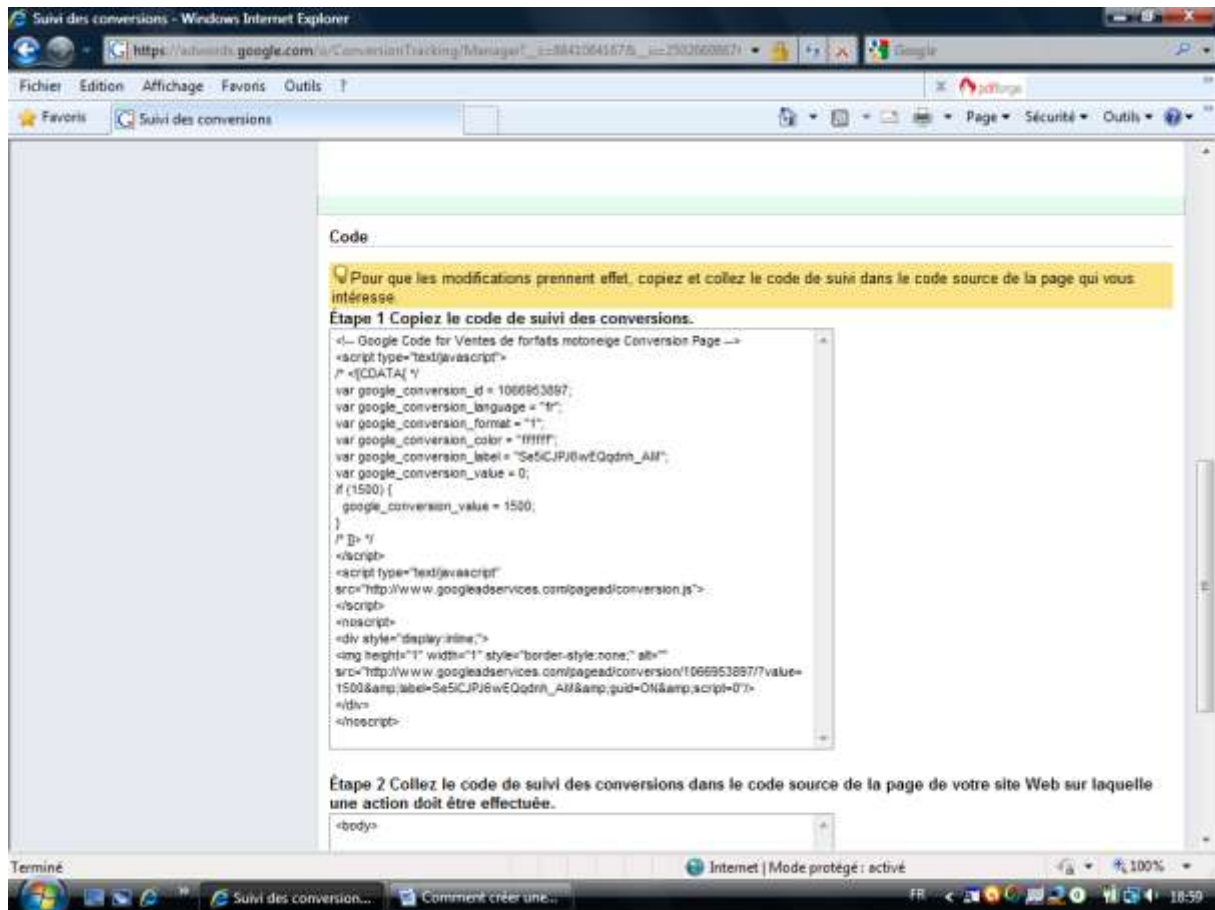 Suivi des conversions - Windows Internet Explorer
https://adwords.google.com/
Google
Fichier Edition Affichage Favoris Outils ?
pdfforge
Favoris Suivi des conversions
Page Sécurité Outils
Code
Pour que les modifications prennent effet, copiez et collez le code de suivi dans le code source de la page qui vous
intéresse.
Étape 1 Copiez le code de suivi des conversions.
<!-- Google Code for Ventes de forfaits motoneige Conversion Page -->
<script type="text/javascript">
/* <![CDATA[ */
var google_conversion_id = 1066953897;
var google_conversion_language = "fr";
var google_conversion_format = "1";
var google_conversion_color = "ffffff";
var google_conversion_label = "Se5iCJPJ6wEQqdnh_AM";
var google_conversion_value = 0;
if (1500) {
google_conversion_value = 1500;
}
/* ]]> */
</script>
<script type="text/javascript"
src="http://www.googleadservices.com/pagead/conversion.js">
</script>
<noscript>
<div style="display:inline;">
<img height="1" width="1" style="border-style:none;" alt=""
src="http://www.googleadservices.com/pagead/conversion/1066953897/?value=
1500&amp;label=Se5iCJPJ6wEQqdnh_AM&amp;guid=ON&amp;script=0"/>
</div>
</noscript>
Étape 2 Collez le code de suivi des conversions dans le code source de la page de votre site Web sur laquelle
une action doit être effectuée.
<body>
Terminé Internet | Mode protégé : activé 100%
Suivi des conversion... Comment créer une... FR 18:59